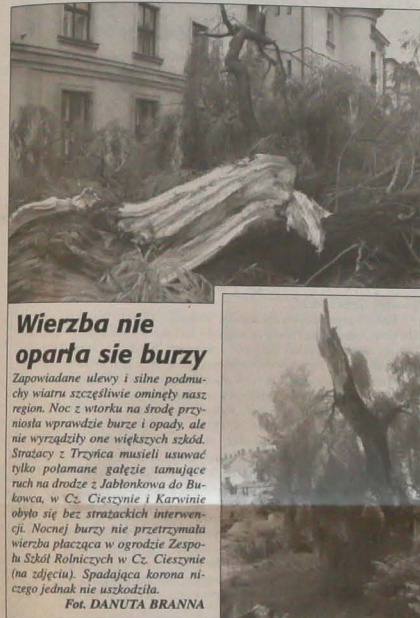 Wierzba nie
oparła sie burzy
Zapowiadane ulewy i silne podmu-
chy wiatru szczęśliwie ominęły nasz
region. Noc z wtorku na środę przy-
niosła wprawdzie burze i opady, ale
nie wyrządziły one większych szkód.
Strażacy z Trzyńca musieli usuwać
tylko połamane gałęzie tamujące
ruch na drodze z Jabłonkowa do Bu-
kowca, w Cz. Cieszynie i Karwinie
obyło się bez strażackich interwen-
cji. Nocnej burzy nie przetrzymała
wierzba płacząca w ogrodzie Zespo-
łu Szkół Rolniczych w Cz. Cieszynie
(na zdjęciu). Spadająca korona ni-
czego jednak nie uszkodziła.
Fot. DANUTA BRANNA